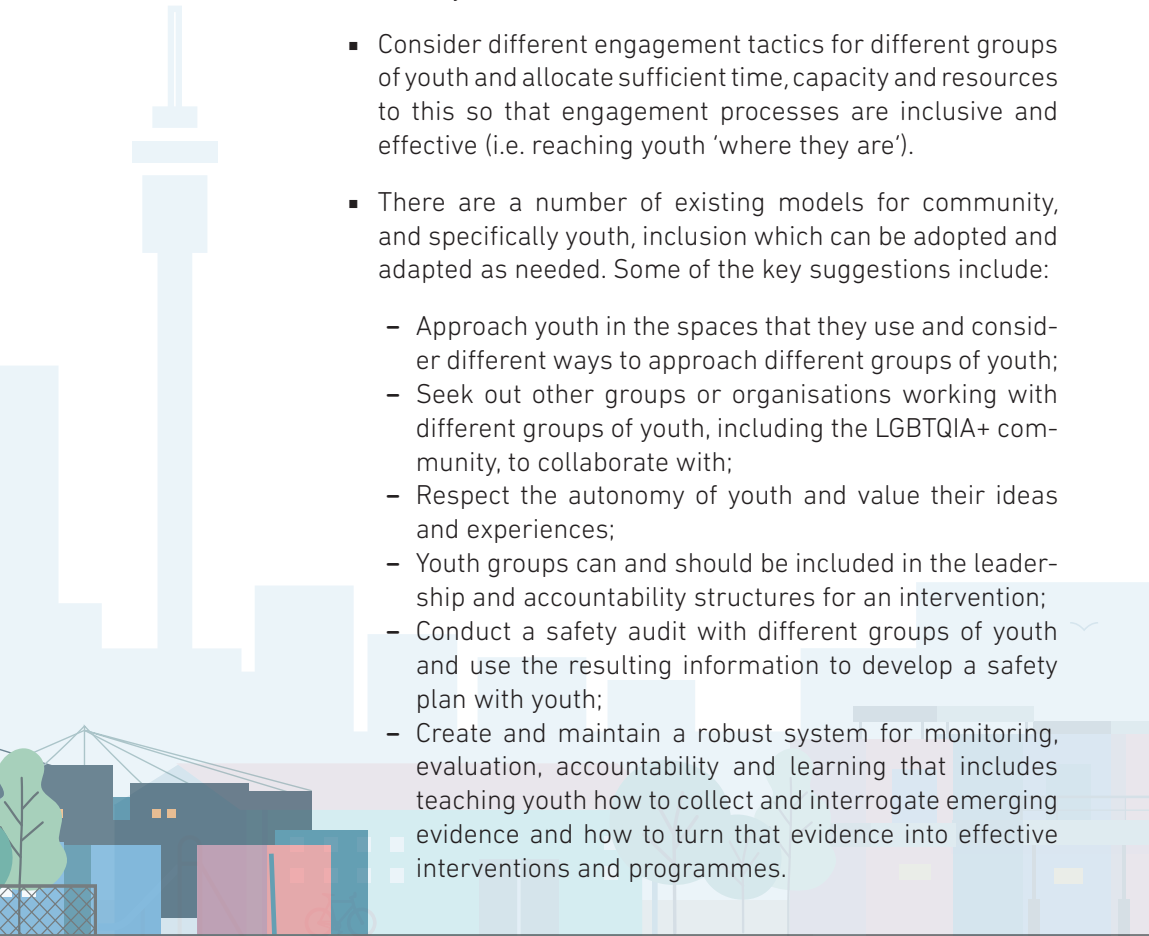 ▪ Consider different engagement tactics for different groups
of youth and allocate sufficient time, capacity and resources
to this so that engagement processes are inclusive and
effective (i.e. reaching youth ‘where they are’).
▪ There are a number of existing models for community,
and specifically youth, inclusion which can be adopted and
adapted as needed. Some of the key suggestions include:
– Approach youth in the spaces that they use and consid-
er different ways to approach different groups of youth;
– Seek out other groups or organisations working with
different groups of youth, including the LGBTQIA+ com-
munity, to collaborate with;
– Respect the autonomy of youth and value their ideas
and experiences;
– Youth groups can and should be included in the leader-
ship and accountability structures for an intervention;
– Conduct a safety audit with different groups of youth
and use the resulting information to develop a safety
plan with youth;
– Create and maintain a robust system for monitoring,
evaluation, accountability and learning that includes
teaching youth how to collect and interrogate emerging
evidence and how to turn that evidence into effective
interventions and programmes.